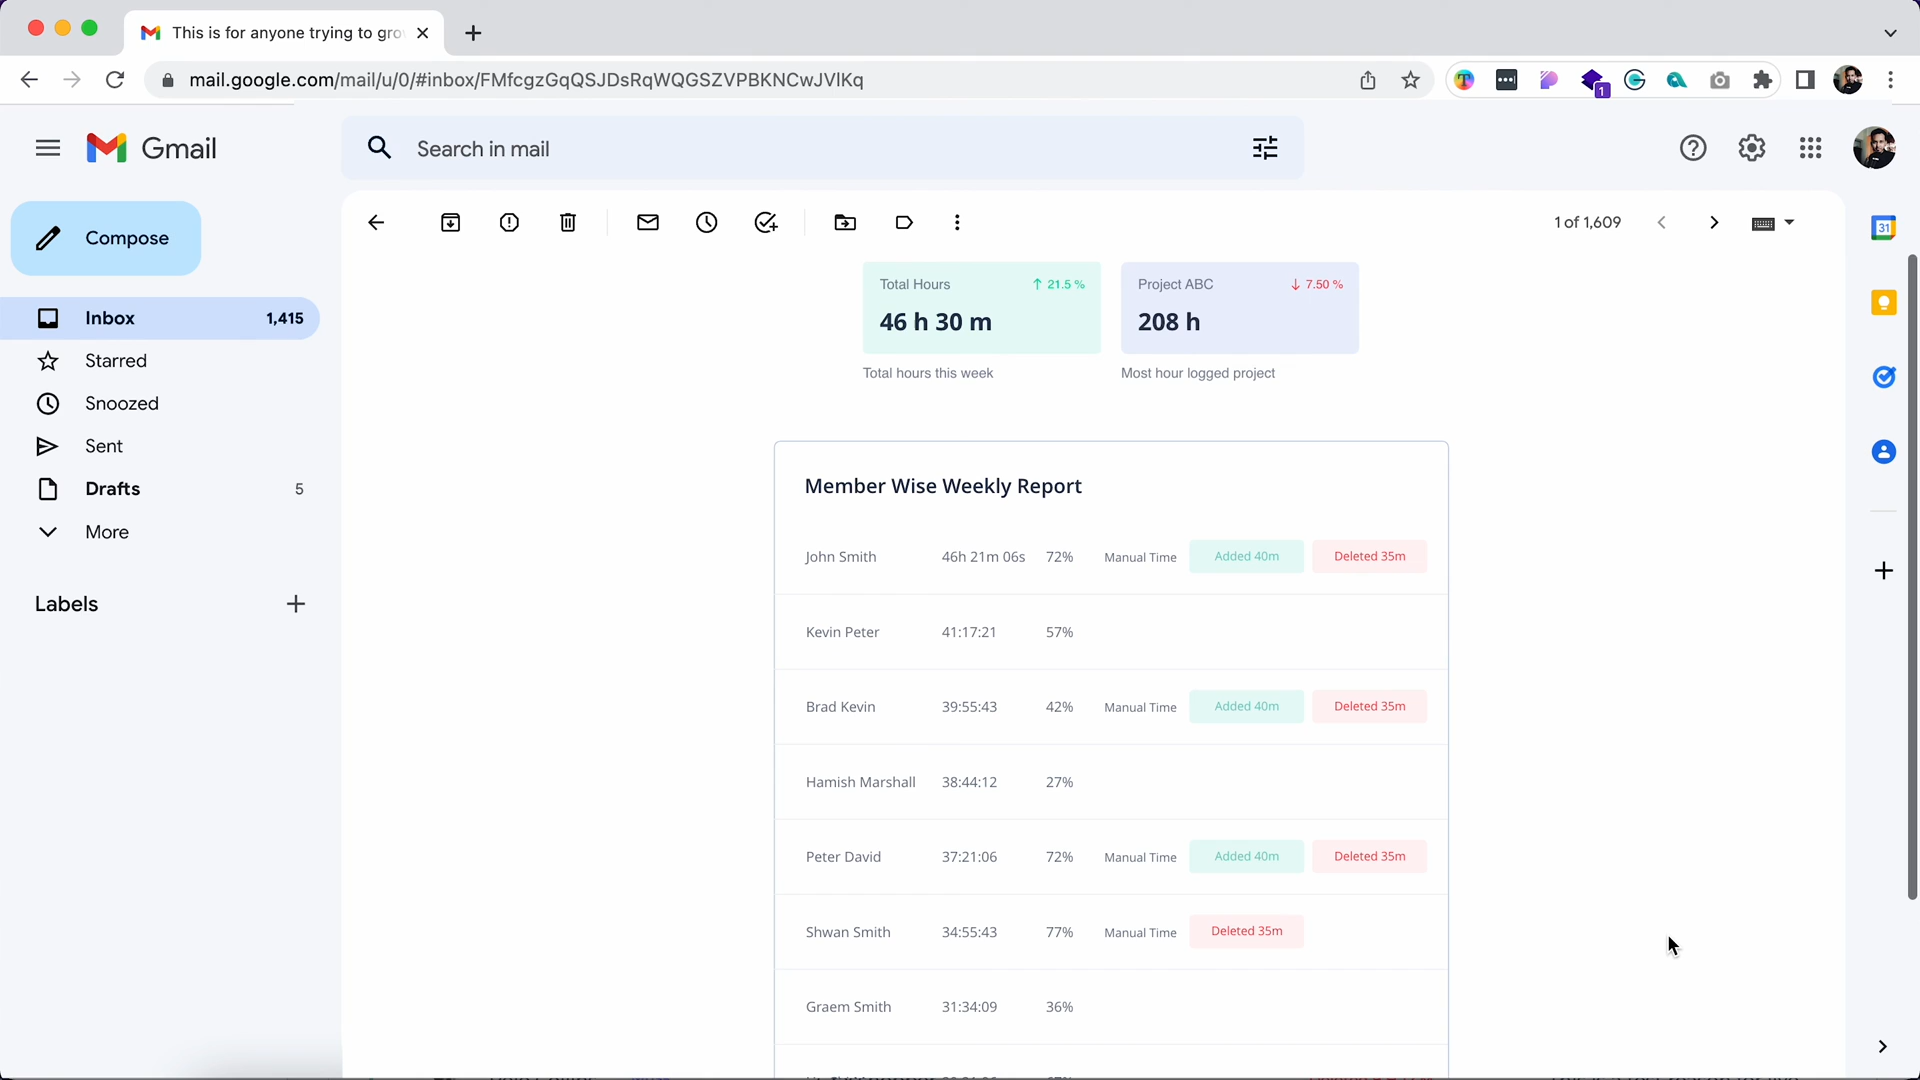 This is for anyone trying to gro
mail.google.com/mail/u/0/#inbox/FMfcgzGqQSJDsRqWQGSZVPBKNCwJVlKq
1
Gmail
Search in mail
Compose
1 of 1,609
31
Inbox 1,415
Starred
Snoozed
Sent
Drafts 5
More
Labels
Total Hours ↑ 21.5 %
46 h 30 m
Total hours this week
Project ABC ↓ 7.50 %
208 h
Most hour logged project
Member Wise Weekly Report
John Smith 46h 21m 06s 72% Manual Time Added 40m Deleted 35m
Kevin Peter 41:17:21 57%
Brad Kevin 39:55:43 42% Manual Time Added 40m Deleted 35m
Hamish Marshall 38:44:12 27%
Peter David 37:21:06 72% Manual Time Added 40m Deleted 35m
Shwan Smith 34:55:43 77% Manual Time Deleted 35m
Graem Smith 31:34:09 36%